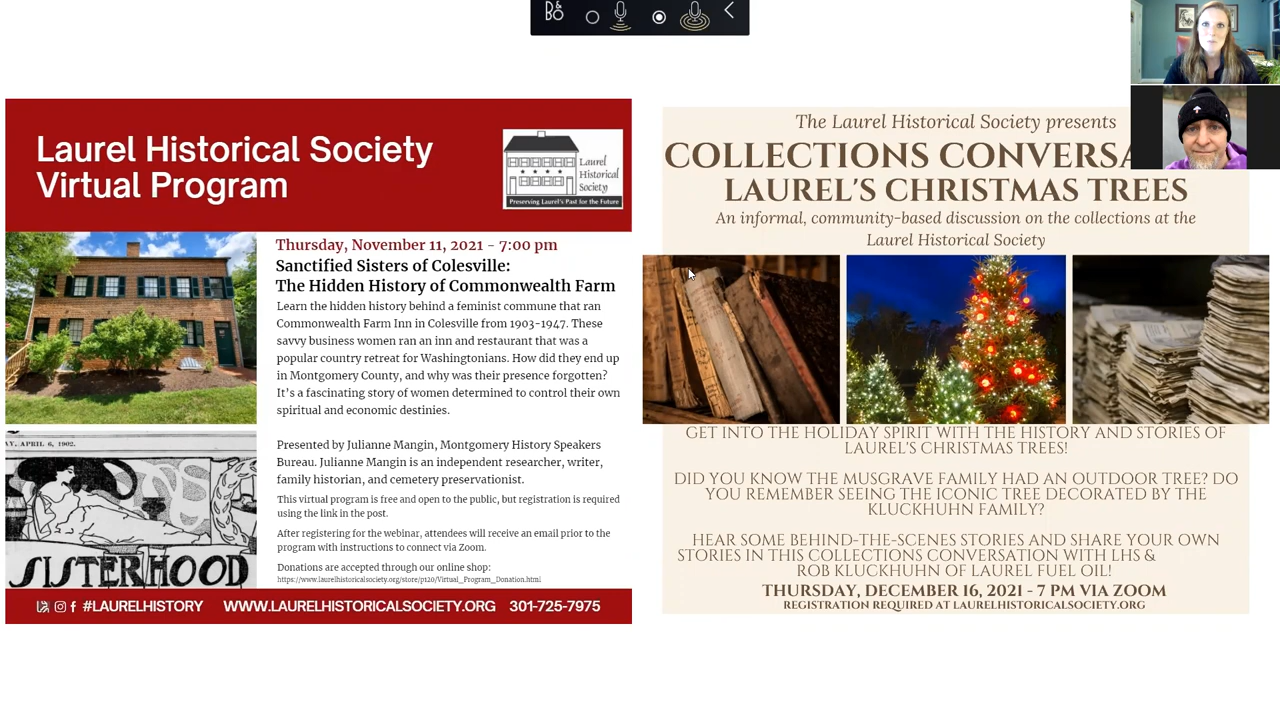 B&O
Laurel Historical Society
Virtual Program
Laurel
Historical
Society
Preserving Laurel's Past for the Future
Thursday, November 11, 2021 - 7:00 pm
Sanctified Sisters of Colesville:
The Hidden History of Commonwealth Farm
Learn the hidden history behind a feminist commune that ran
Commonwealth Farm Inn in Colesville from 1903-1947. These
savvy business women ran an inn and restaurant that was a
popular country retreat for Washingtonians. How did they end up
in Montgomery County, and why was their presence forgotten?
It's a fascinating story of women determined to control their own
spiritual and economic destinies.
Presented by Julianne Mangin, Montgomery History Speakers
Bureau. Julianne Mangin is an independent researcher, writer,
family historian, and cemetery preservationist.
This virtual program is free and open to the public, but registration is required
using the link in the post.
After registering for the webinar, attendees will receive an email prior to the
program with instructions to connect via Zoom.
Donations are accepted through our online shop:
https://www.laurelhistoricalsociety.org/store/p120/Virtual_Program_Donation.html
AY, APRIL 6, 1902.
SISTERHOOD
#LAURELHISTORY WWW.LAURELHISTORICALSOCIETY.ORG 301-725-7975
The Laurel Historical Society presents
COLLECTIONS CONVERSA
LAUREL'S CHRISTMAS TREES
An informal, community-based discussion on the collections at the
Laurel Historical Society
GET INTO THE HOLIDAY SPIRIT WITH THE HISTORY AND STORIES OF
LAUREL'S CHRISTMAS TREES!
DID YOU KNOW THE MUSGRAVE FAMILY HAD AN OUTDOOR TREE? DO
YOU REMEMBER SEEING THE ICONIC TREE DECORATED BY THE
KLUCKHUHN FAMILY?
HEAR SOME BEHIND-THE-SCENES STORIES AND SHARE YOUR OWN
STORIES IN THIS COLLECTIONS CONVERSATION WITH LHS &
ROB KLUCKHUHN OF LAUREL FUEL OIL!
THURSDAY, DECEMBER 16, 2021 - 7 PM VIA ZOOM
REGISTRATION REQUIRED AT LAURELHISTORICALSOCIETY.ORG